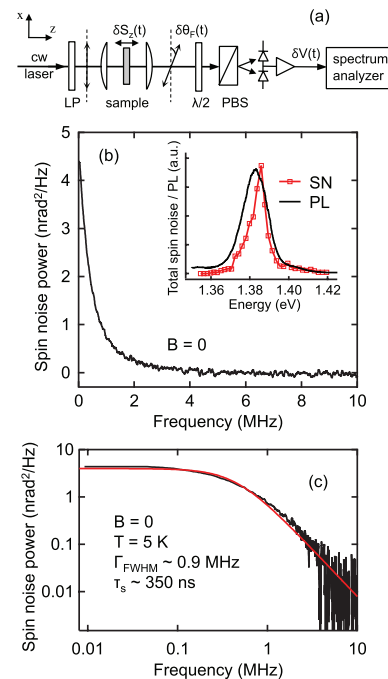 (a)
x
z
δS_z(t)
δθ_F(t)
cw
laser
LP
sample
λ/2
PBS
δV(t)
spectrum
analyzer
(b)
Spin noise power (nrad²/Hz)
5
4
3
2
1
0
B = 0
0 2 4 6 8 10
Frequency (MHz)
Total spin noise / PL (a.u.)
SN
PL
1.36 1.38 1.40 1.42
Energy (eV)
(c)
Spin noise power (nrad²/Hz)
10
1
0.1
0.01
B = 0
T = 5 K
Γ_FWHM ~ 0.9 MHz
τ_s ~ 350 ns
0.01 0.1 1 10
Frequency (MHz)